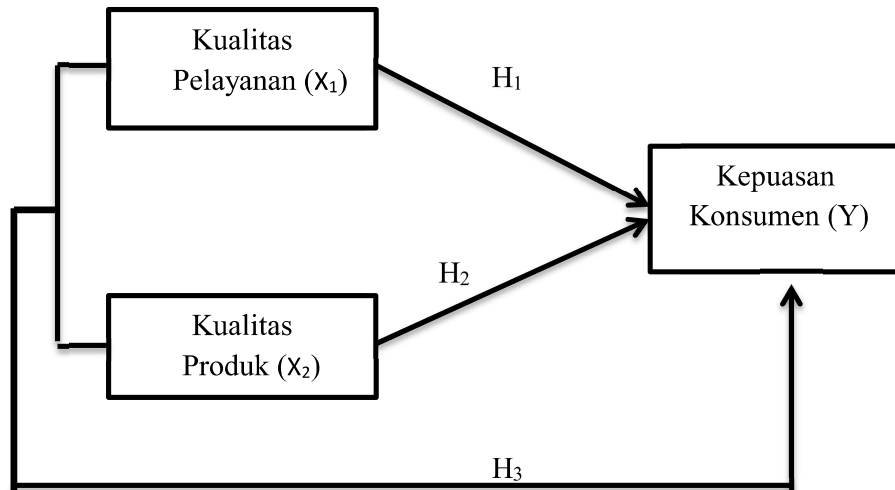 Kualitas
Pelayanan (X₁)
H₁
Kepuasan
Konsumen (Y)
H₂
Kualitas
Produk (X₂)
H₃